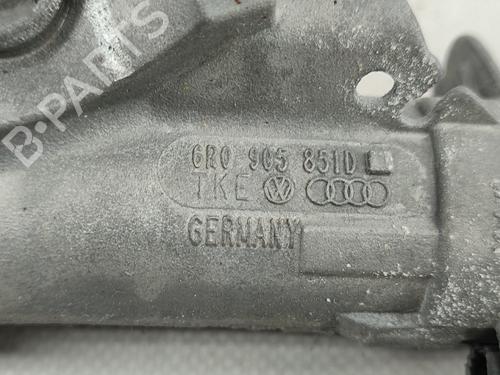 B-PARTS
6R0 905 851D
TKE
GERMANY